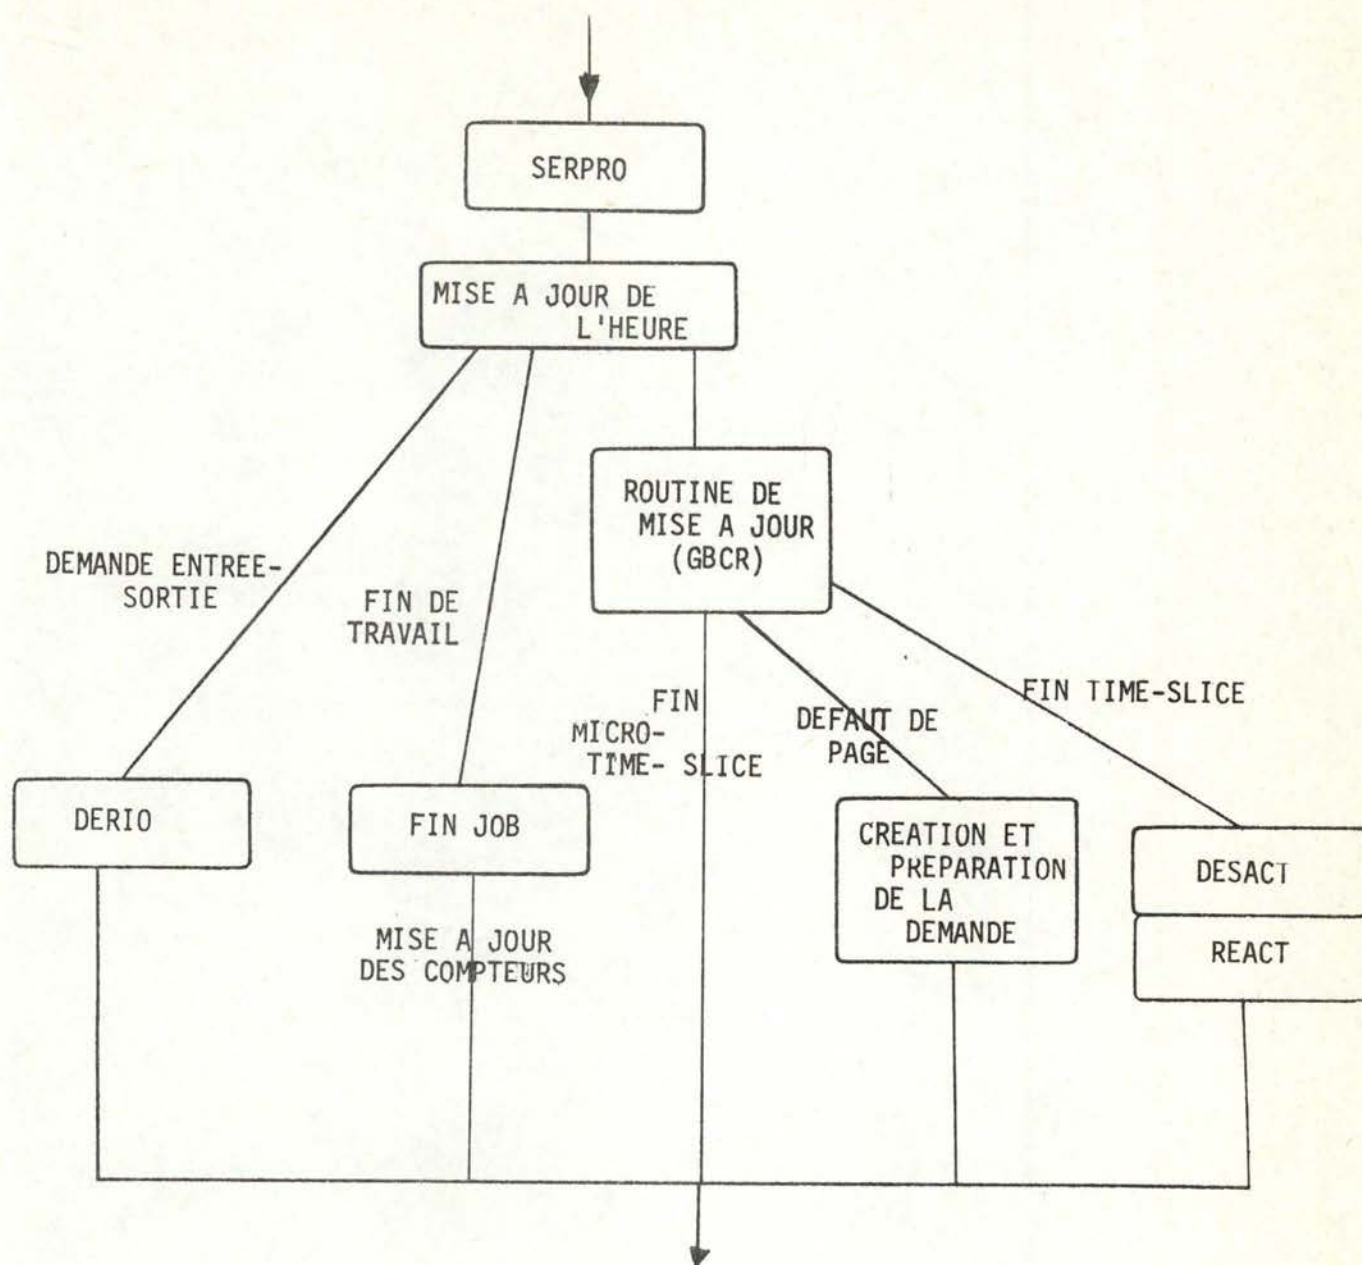 SERPRO
MISE A JOUR DE
L'HEURE
ROUTINE DE
MISE A JOUR
(GBCR)
DEMANDE ENTREE-
SORTIE
FIN DE
TRAVAIL
FIN
MICRO-
TIME- SLICE
DEFAUT DE
PAGE
FIN TIME-SLICE
DERIO
FIN JOB
CREATION ET
PREPARATION
DE LA
DEMANDE
DESACT
REACT
MISE A JOUR
DES COMPTEURS